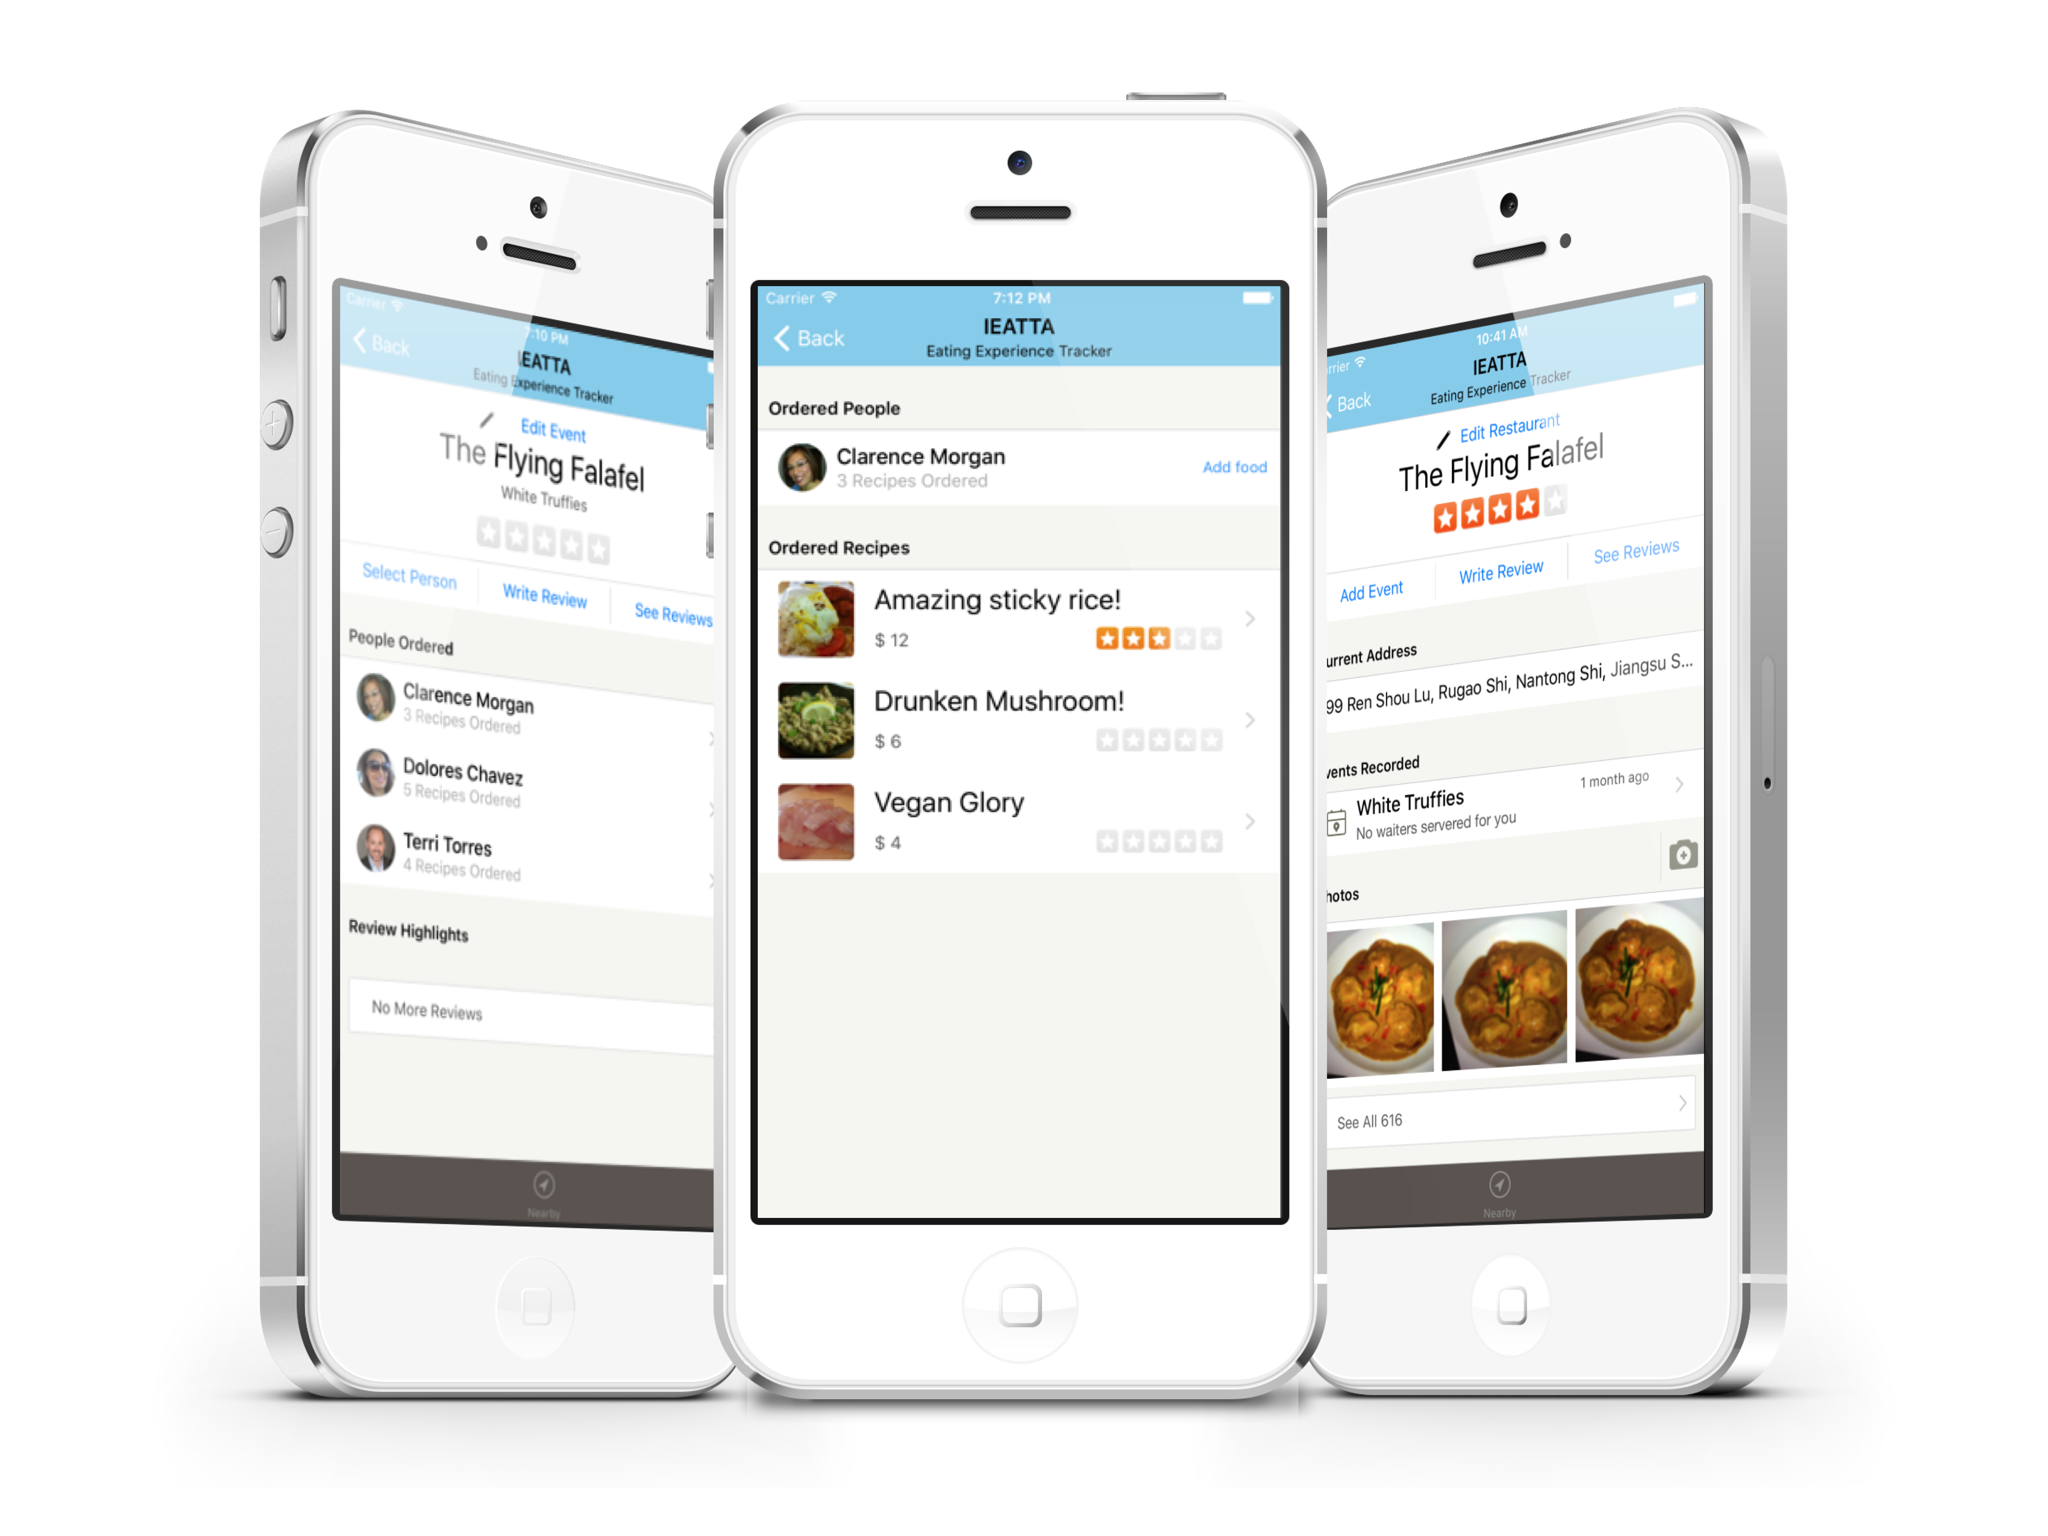 Carrier
7:10 PM
Back
IEATTA
Eating Experience Tracker
Edit Event
The Flying Falafel
White Truffies
Select Person
Write Review
See Reviews
People Ordered
Clarence Morgan
3 Recipes Ordered
Dolores Chavez
5 Recipes Ordered
Terri Torres
4 Recipes Ordered
Review Highlights
No More Reviews
Nearby
Carrier
7:12 PM
Back
IEATTA
Eating Experience Tracker
Ordered People
Clarence Morgan
3 Recipes Ordered
Add food
Ordered Recipes
Amazing sticky rice!
$ 12
Drunken Mushroom!
$ 6
Vegan Glory
$ 4
rrier
10:41 AM
Back
IEATTA
Eating Experience Tracker
Edit Restaurant
The Flying Falafel
Add Event
Write Review
See Reviews
urrent Address
99 Ren Shou Lu, Rugao Shi, Nantong Shi, Jiangsu S...
vents Recorded
White Truffies
1 month ago
No waiters servered for you
hotos
See All 616
Nearby